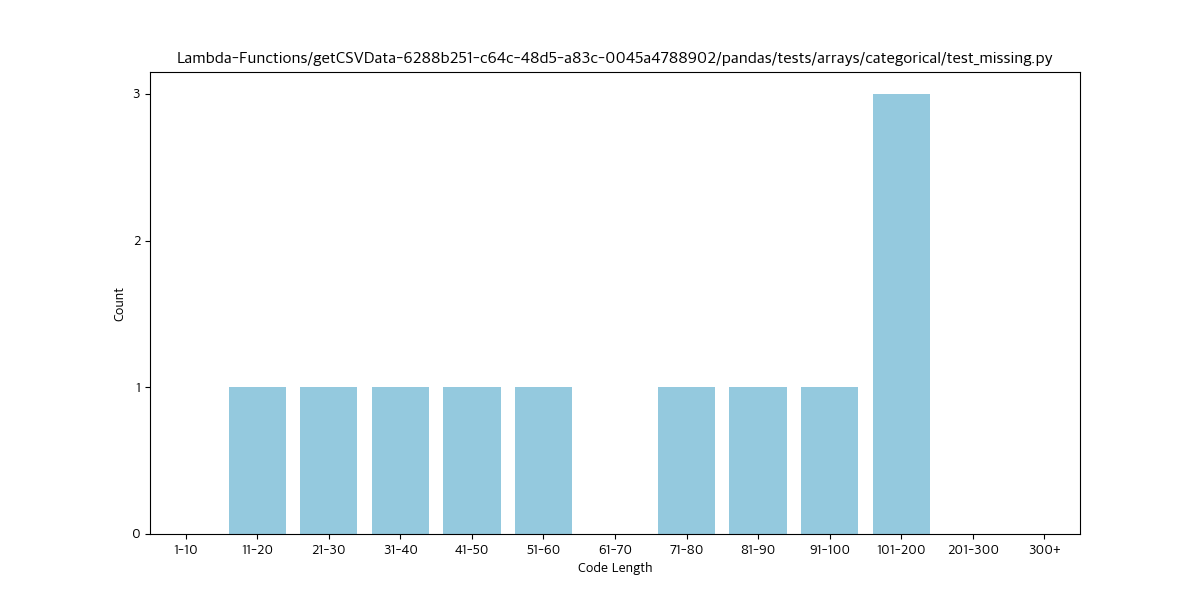 Lambda-Functions/getCSVData-6288b251-c64c-48d5-a83c-0045a4788902/pandas/tests/arrays/categorical/test_missing.py
3
2
1
0
Count
1-10 11-20 21-30 31-40 41-50 51-60 61-70 71-80 81-90 91-100 101-200 201-300 300+
Code Length